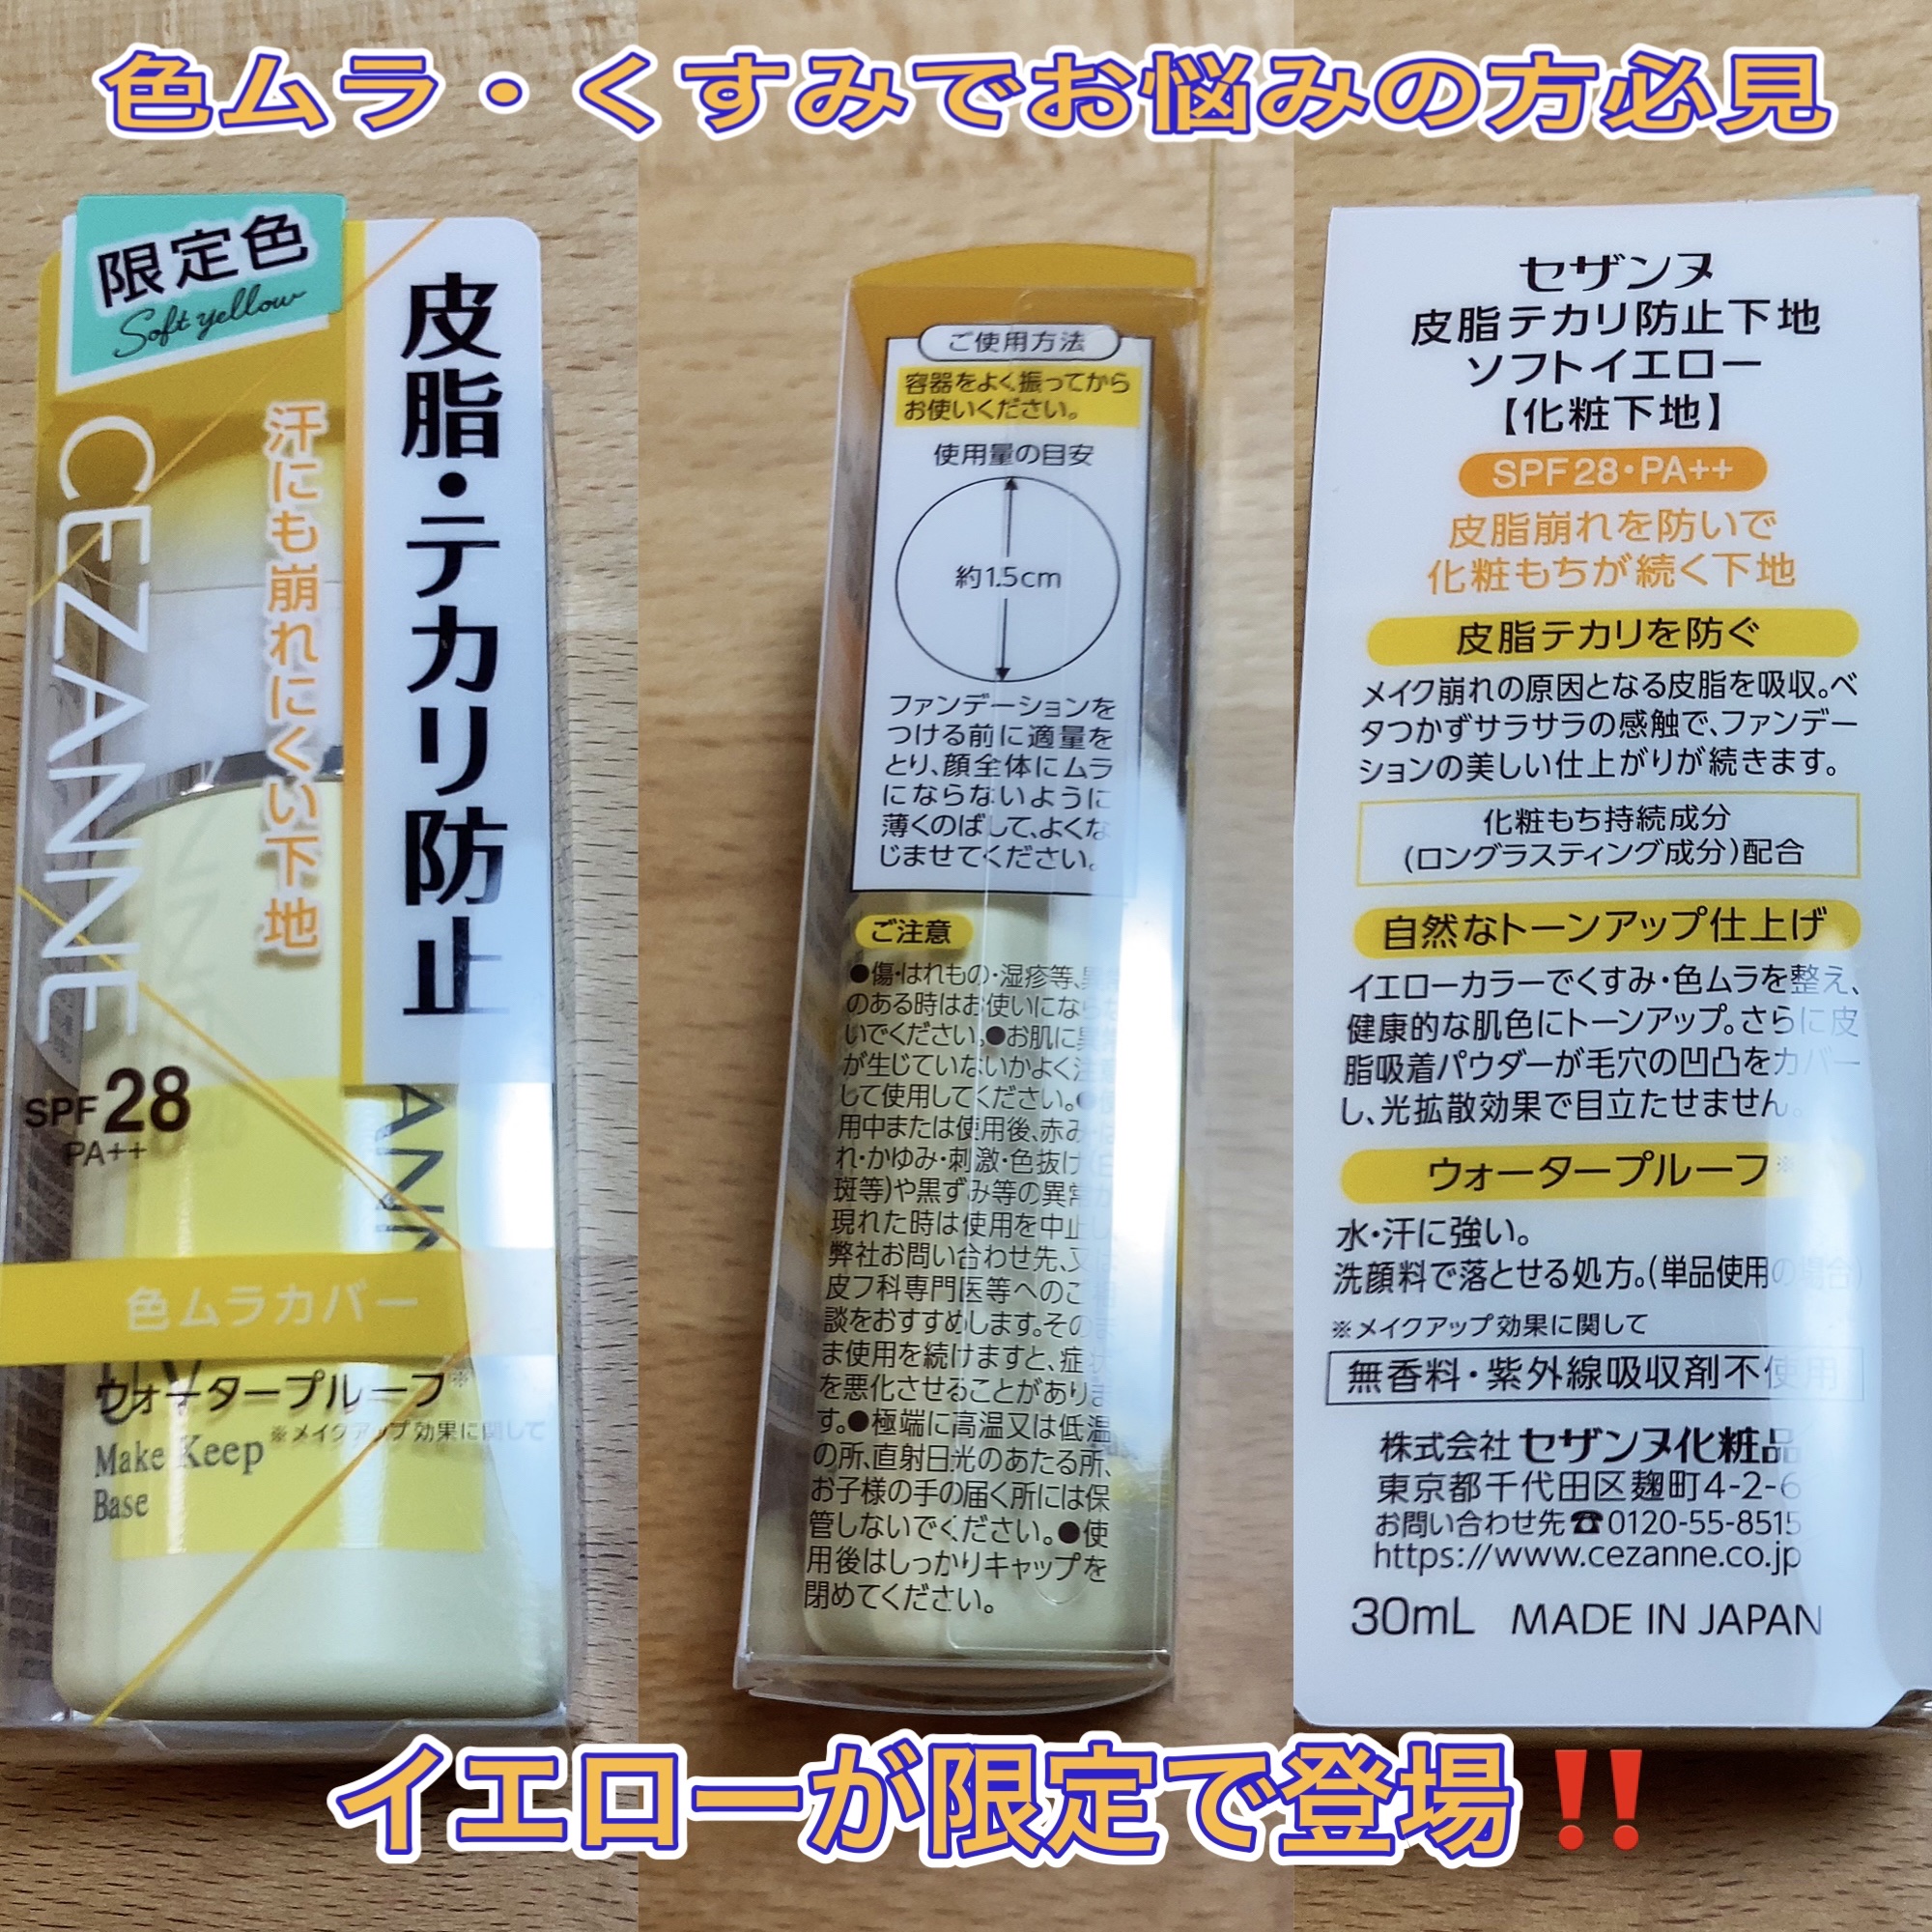 色ムラ・くすみでお悩みの方必見
限定色
Soft yellow
皮脂・テカリ防止
汗にも崩れにくい下地
CEZANNE
SPF 28
PA++
色ムラカバー
ウォータープルーフ※
※メイクアップ効果に関して
Make Keep
Base
ご使用方法
容器をよく振ってから
お使いください。
使用量の目安
約1.5cm
ファンデーションを
つける前に適量を
とり、顔全体にムラ
にならないように
薄くのばして、よくな
じませてください。
ご注意
●傷・はれもの・湿疹等、異
のある時はお使いになら
いでください。●お肌に異
が生じていないかよく注
して使用してください。●
用中または使用後、赤み・は
れ・かゆみ・刺激・色抜け(白
斑等)や黒ずみ等の異常が
現れた時は使用を中止し、
弊社お問い合わせ先、又は
皮フ科専門医等へのご相
談をおすすめします。そのま
ま使用を続けますと、症状
を悪化させることがありま
す。●極端に高温又は低温
の所、直射日光のあたる所、
お子様の手の届く所には保
管しないでください。●使
用後はしっかりキャップを
閉めてください。
セザンヌ
皮脂テカリ防止下地
ソフトイエロー
【化粧下地】
SPF28・PA++
皮脂崩れを防いで
化粧もちが続く下地
皮脂テカリを防ぐ
メイク崩れの原因となる皮脂を吸収。ベ
タつかずサラサラの感触で、ファンデー
ションの美しい仕上がりが続きます。
化粧もち持続成分
(ロングラスティング成分)配合
自然なトーンアップ仕上げ
イエローカラーでくすみ・色ムラを整え、
健康的な肌色にトーンアップ。さらに皮
脂吸着パウダーが毛穴の凹凸をカバー
し、光拡散効果で目立たせません。
ウォータープルーフ※
水・汗に強い。
洗顔料で落とせる処方。(単品使用の場合)
※メイクアップ効果に関して
無香料・紫外線吸収剤不使用
株式会社 セザンヌ化粧品
東京都千代田区麹町4-2-6
お問い合わせ先☎0120-55-8515
https://www.cezanne.co.jp
30mL MADE IN JAPAN
イエローが限定で登場‼